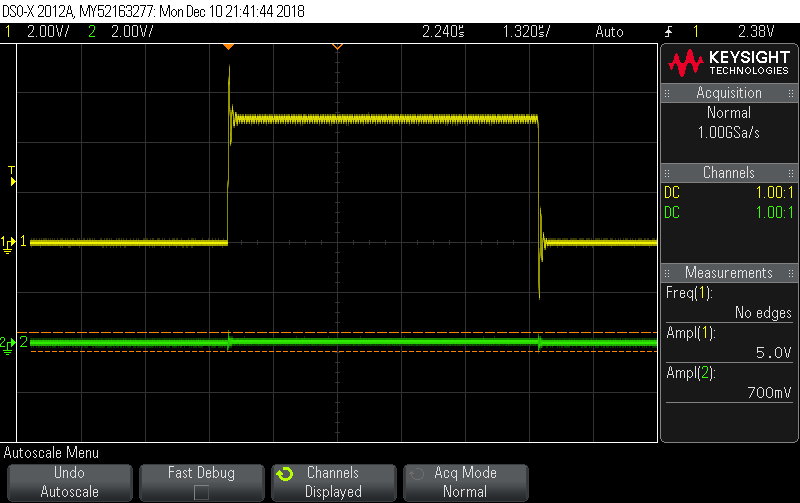 DSO-X 2012A, MY52163277: Mon Dec 10 21:41:44 2018
1 2.00V/ 2 2.00V/ 2.240s 1.320s/ Auto 1 2.38V
KEYSIGHT
TECHNOLOGIES
Acquisition
Normal
1.00GSa/s
Channels
DC 1.00:1
DC 1.00:1
Measurements
Freq(1):
No edges
Ampl(1):
5.0V
Ampl(2):
700mV
T
1 1
2 2
Autoscale Menu
Undo
Autoscale
Fast Debug
Channels
Displayed
Acq Mode
Normal